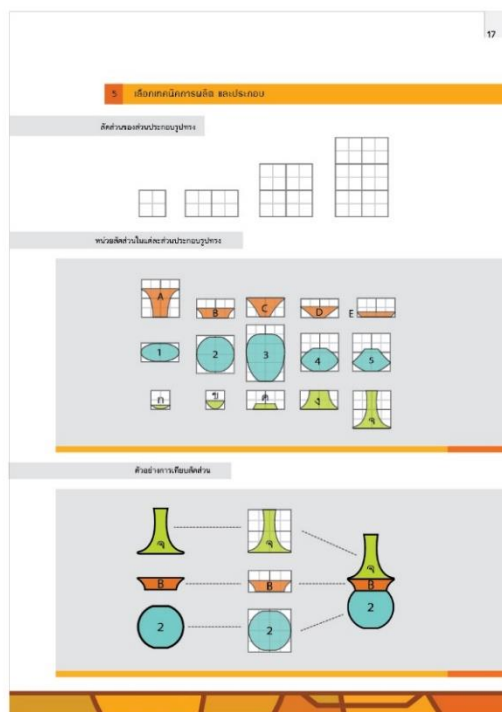 17
5 เลือกเทคนิคการผลิต และประกอบ
สัดส่วนของส่วนประกอบรูปทรง
หน่วยสัดส่วนในแต่ละส่วนประกอบรูปทรง
A B C D E
1 2 3 4 5
ก ข ค ง จ
ตัวอย่างการเทียบสัดส่วน
จ จ จ
B B B
2 2 2